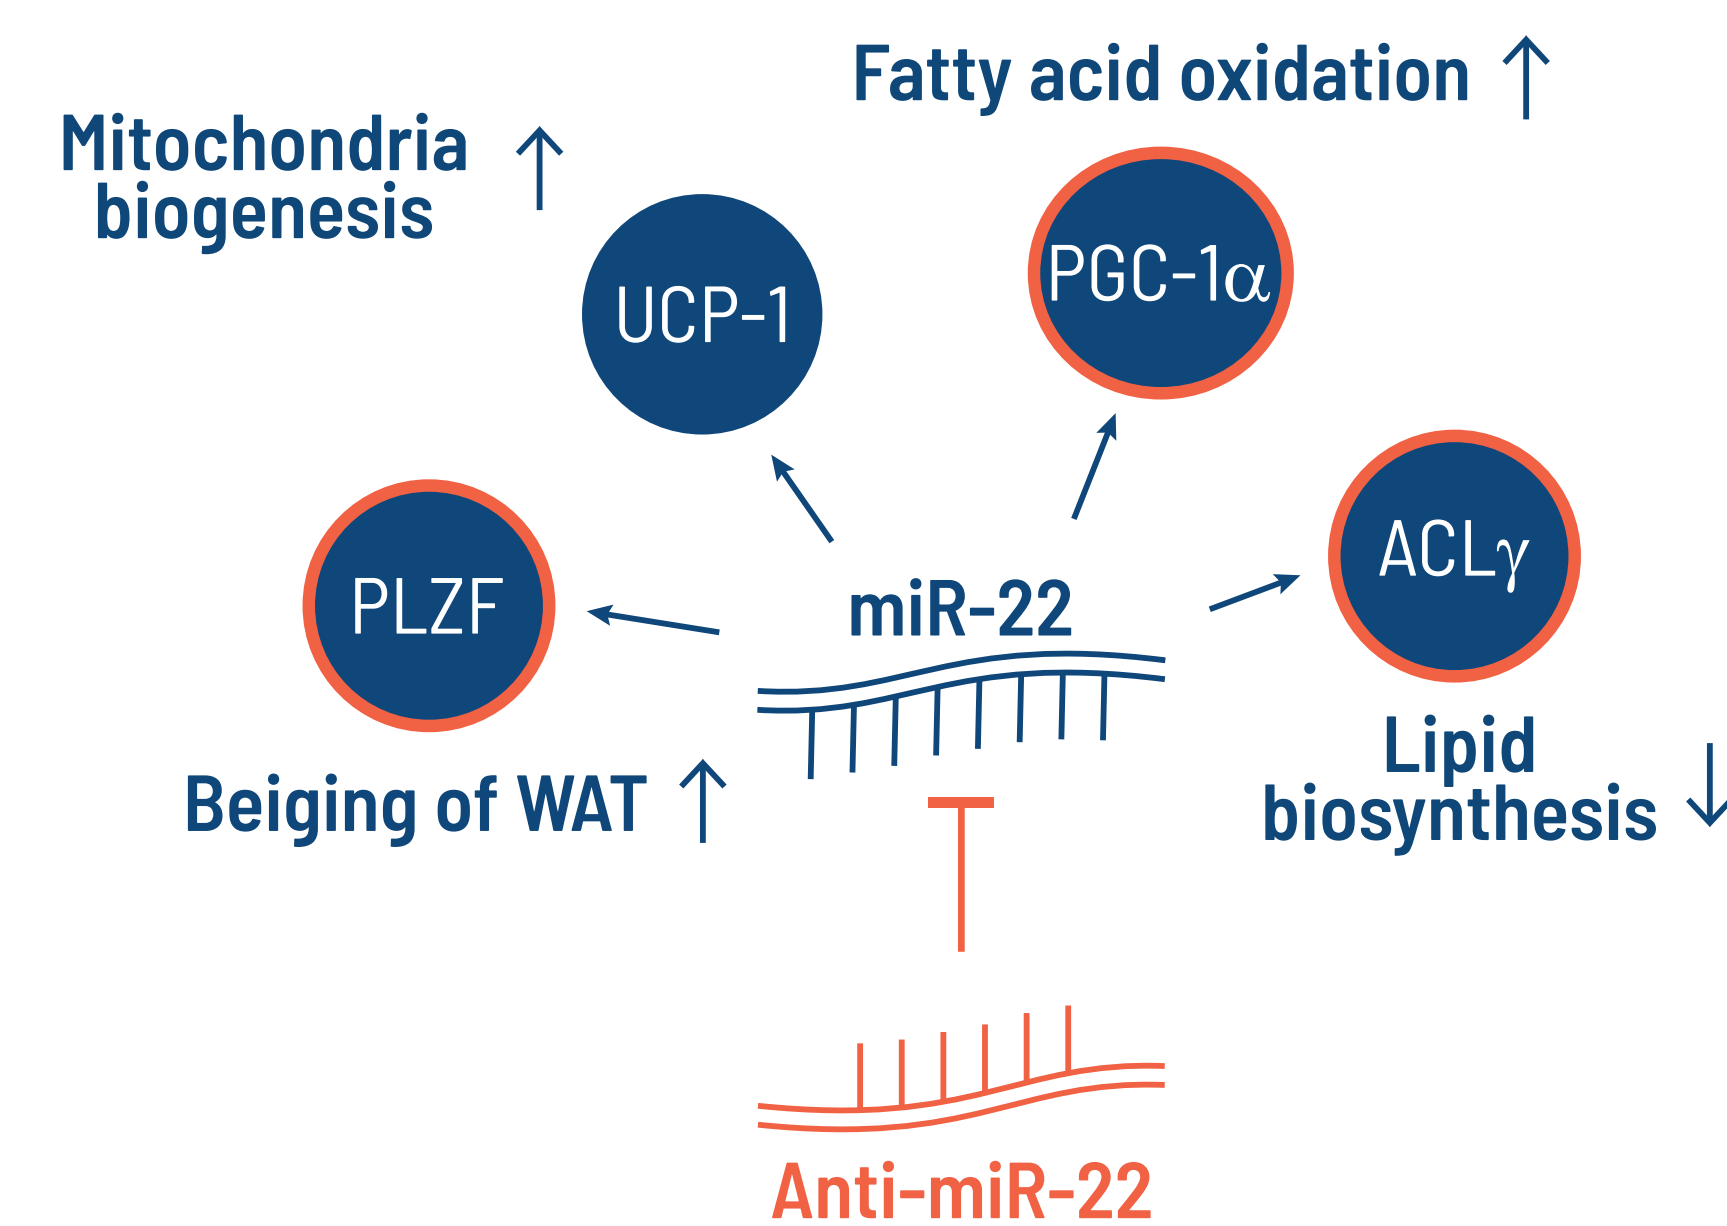 Fatty acid oxidation ↑
Mitochondria
biogenesis ↑
UCP-1
PGC-1α
PLZF
ACLγ
miR-22
Beiging of WAT ↑
Lipid
biosynthesis ↓
Anti-miR-22